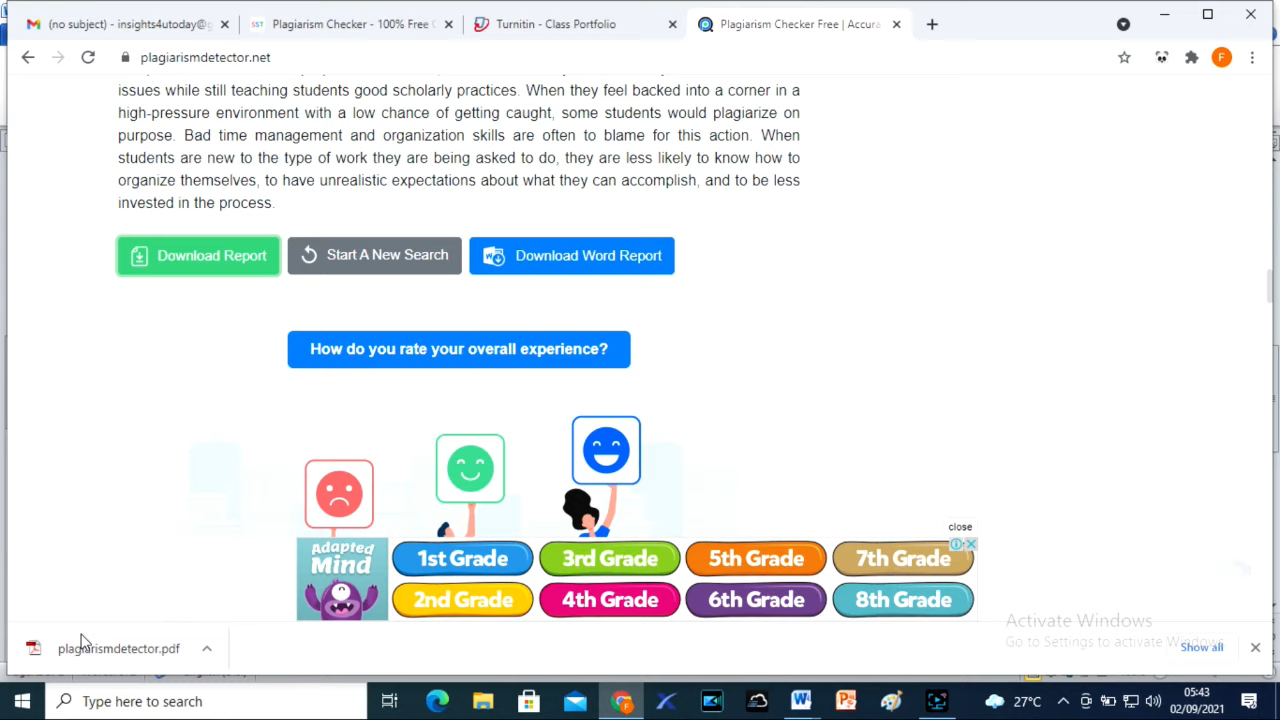 (no subject) - insights4utoday@g
SST Plagiarism Checker - 100% Free C
Turnitin - Class Portfolio
Plagiarism Checker Free | Accura
plagiarismdetector.net
F
issues while still teaching students good scholarly practices. When they feel backed into a corner in a
high-pressure environment with a low chance of getting caught, some students would plagiarize on
purpose. Bad time management and organization skills are often to blame for this action. When
students are new to the type of work they are being asked to do, they are less likely to know how to
organize themselves, to have unrealistic expectations about what they can accomplish, and to be less
invested in the process.
Download Report
Start A New Search
Download Word Report
How do you rate your overall experience?
close
Adapted
Mind
1st Grade
3rd Grade
5th Grade
7th Grade
2nd Grade
4th Grade
6th Grade
8th Grade
Activate Windows
Go to Settings to activate Windows.
plagiarismdetector.pdf
Show all
Type here to search
27°C
05:43
02/09/2021